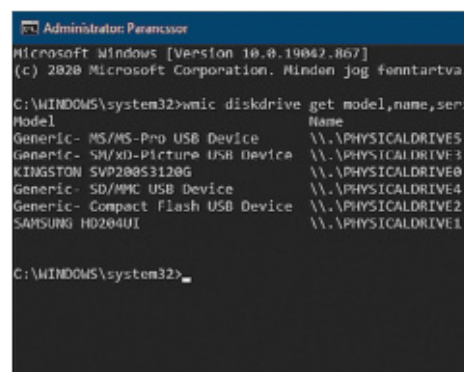 Administrator: Parancssor
Microsoft Windows [Version 10.0.19042.867]
(c) 2020 Microsoft Corporation. Minden jog fenntartva
C:\WINDOWS\system32>wmic diskdrive get model,name,ser
Model Name
Generic- MS/MS-Pro USB Device \\.\PHYSICALDRIVE5
Generic- SM/xD-Picture USB Device \\.\PHYSICALDRIVE3
KINGSTON SVP200S3120G \\.\PHYSICALDRIVE0
Generic- SD/MMC USB Device \\.\PHYSICALDRIVE4
Generic- Compact Flash USB Device \\.\PHYSICALDRIVE2
SAMSUNG HD204UI \\.\PHYSICALDRIVE1
C:\WINDOWS\system32>_